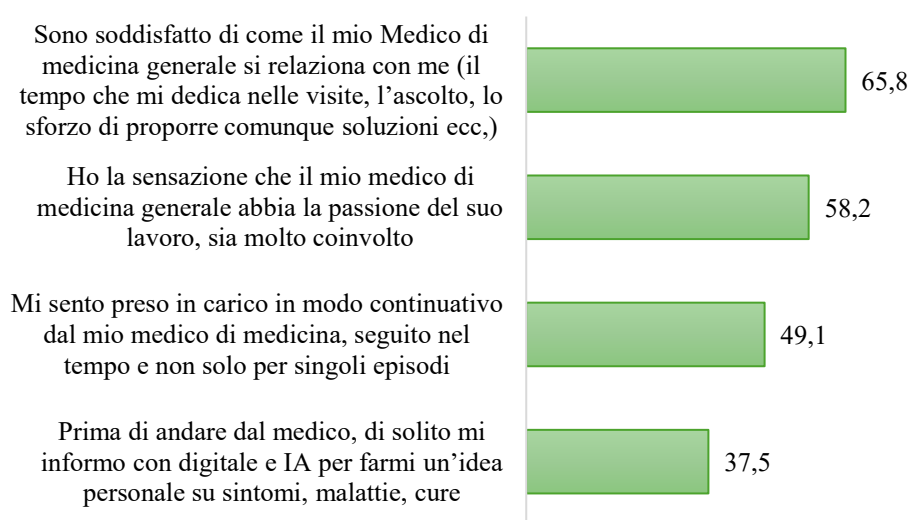 Sono soddisfatto di come il mio Medico di
medicina generale si relaziona con me (il
tempo che mi dedica nelle visite, l’ascolto, lo
sforzo di proporre comunque soluzioni ecc,)
65,8
Ho la sensazione che il mio medico di
medicina generale abbia la passione del suo
lavoro, sia molto coinvolto
58,2
Mi sento preso in carico in modo continuativo
dal mio medico di medicina, seguito nel
tempo e non solo per singoli episodi
49,1
Prima di andare dal medico, di solito mi
informo con digitale e IA per farmi un’idea
personale su sintomi, malattie, cure
37,5